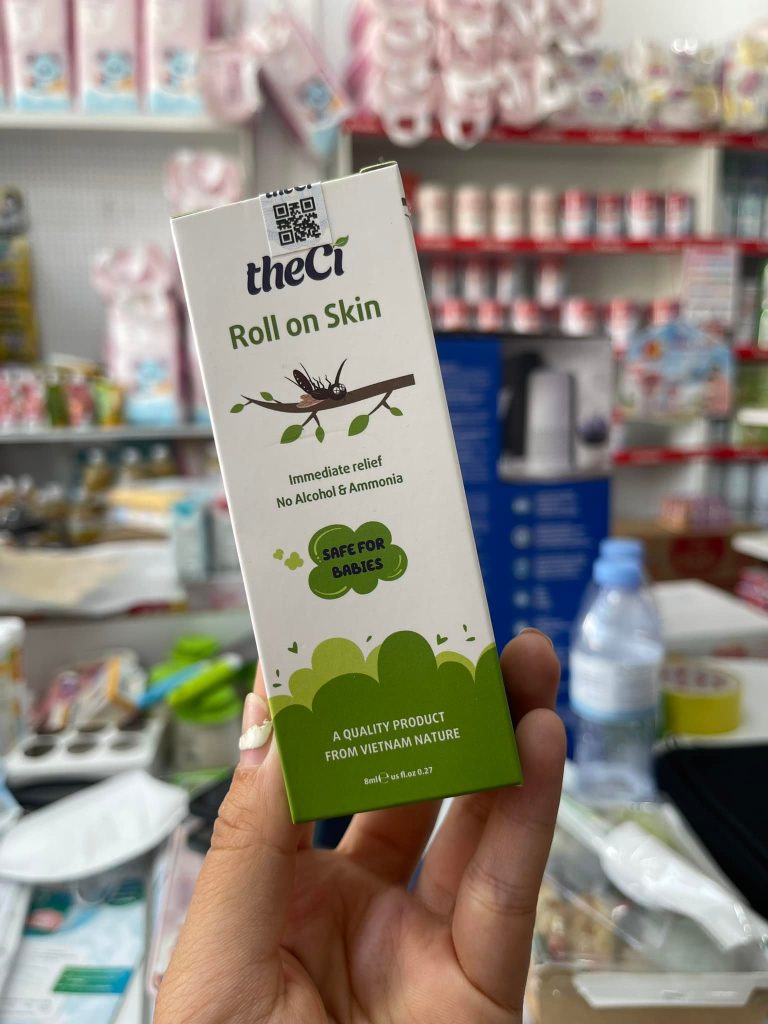 theCi
theCi
Roll on Skin
Immediate relief
No Alcohol & Ammonia
SAFE FOR
BABIES
A QUALITY PRODUCT
FROM VIETNAM NATURE
8ml ℮ us fl.oz 0.27